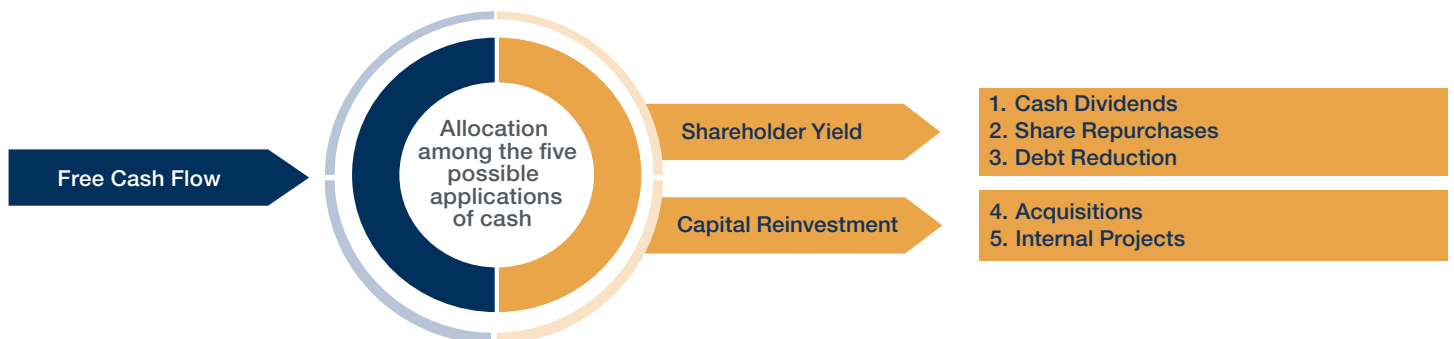 Free Cash Flow
Allocation
among the five
possible
applications
of cash
Shareholder Yield
Capital Reinvestment
1. Cash Dividends
2. Share Repurchases
3. Debt Reduction
4. Acquisitions
5. Internal Projects